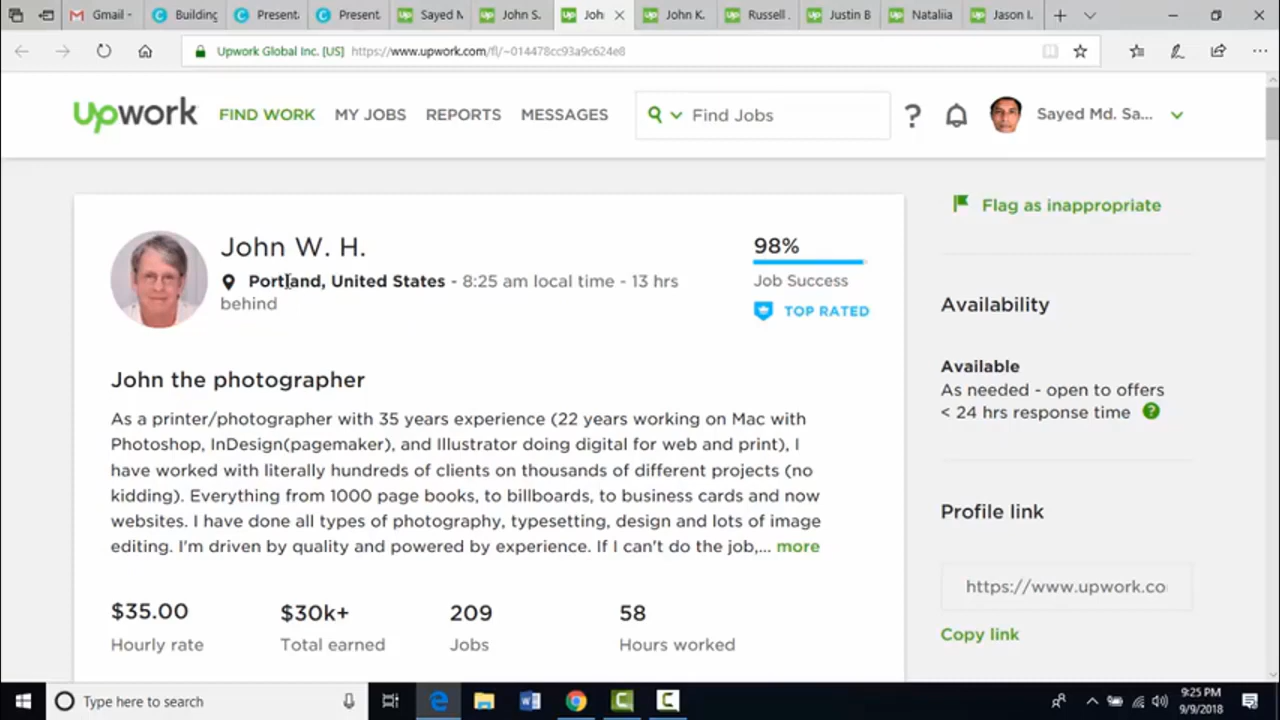 Gmail -
Building
Present
Present
Sayed M
John S.
Joh
John K.
Russell
Justin B
Nataliia
Jason I.
Upwork Global Inc. [US] https://www.upwork.com/fl/~014478cc93a9c624e8
upwork FIND WORK MY JOBS REPORTS MESSAGES Find Jobs ? Sayed Md. Sa...
Flag as inappropriate
John W. H.
Portland, United States - 8:25 am local time - 13 hrs
behind
98%
Job Success
TOP RATED
John the photographer
As a printer/photographer with 35 years experience (22 years working on Mac with
Photoshop, InDesign(pagemaker), and Illustrator doing digital for web and print), I
have worked with literally hundreds of clients on thousands of different projects (no
kidding). Everything from 1000 page books, to billboards, to business cards and now
websites. I have done all types of photography, typesetting, design and lots of image
editing. I'm driven by quality and powered by experience. If I can't do the job,... more
$35.00 $30k+ 209 58
Hourly rate Total earned Jobs Hours worked
Availability
Available
As needed - open to offers
< 24 hrs response time ?
Profile link
https://www.upwork.co
Copy link
Type here to search
9:25 PM
9/9/2018